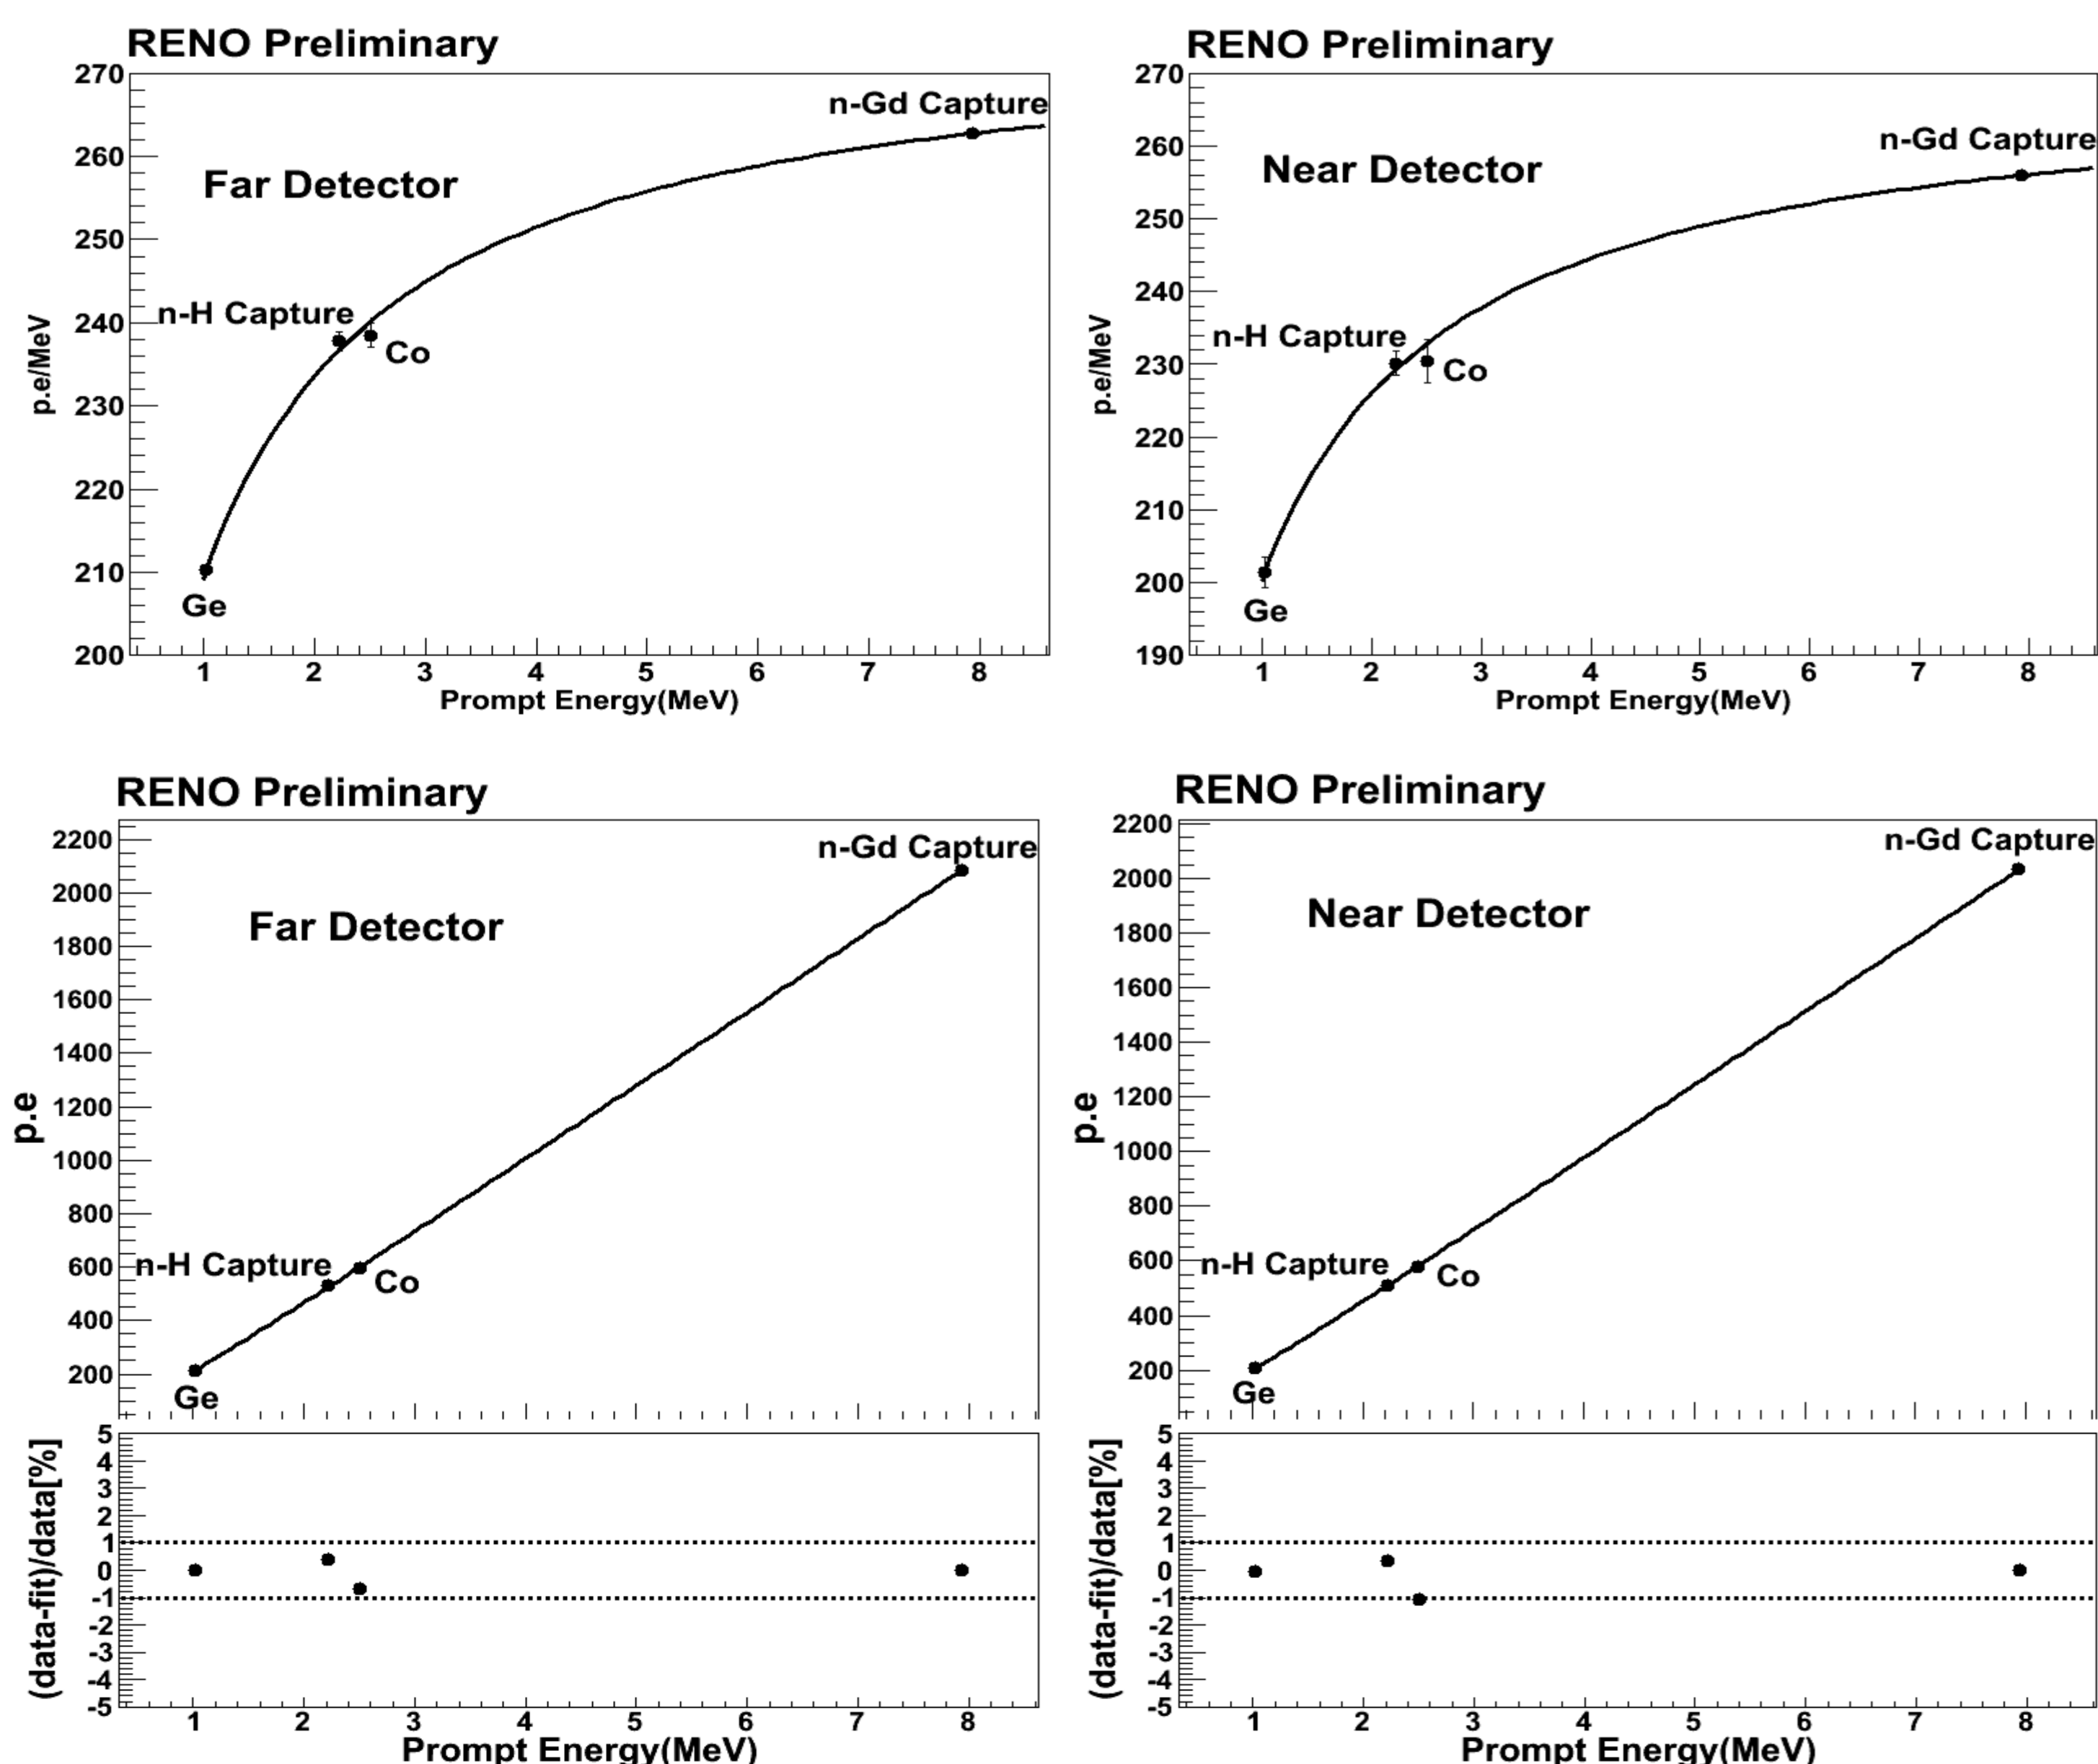 RENO Preliminary
270
260
250
240
230
220
210
200
p.e/MeV
n-Gd Capture
Far Detector
n-H Capture
Co
Ge
1 2 3 4 5 6 7 8
Prompt Energy(MeV)
RENO Preliminary
270
260
250
240
230
220
210
200
190
p.e/MeV
n-Gd Capture
Near Detector
n-H Capture
Co
Ge
1 2 3 4 5 6 7 8
Prompt Energy(MeV)
RENO Preliminary
2200
2000
1800
1600
1400
1200
1000
800
600
400
200
p.e
n-Gd Capture
Far Detector
n-H Capture
Co
Ge
5
4
3
2
1
0
-1
-2
-3
-4
-5
(data-fit)/data[%]
1 2 3 4 5 6 7 8
Prompt Energy(MeV)
RENO Preliminary
2200
2000
1800
1600
1400
1200
1000
800
600
400
200
p.e
n-Gd Capture
Near Detector
n-H Capture
Co
Ge
5
4
3
2
1
0
-1
-2
-3
-4
-5
(data-fit)/data[%]
1 2 3 4 5 6 7 8
Prompt Energy(MeV)